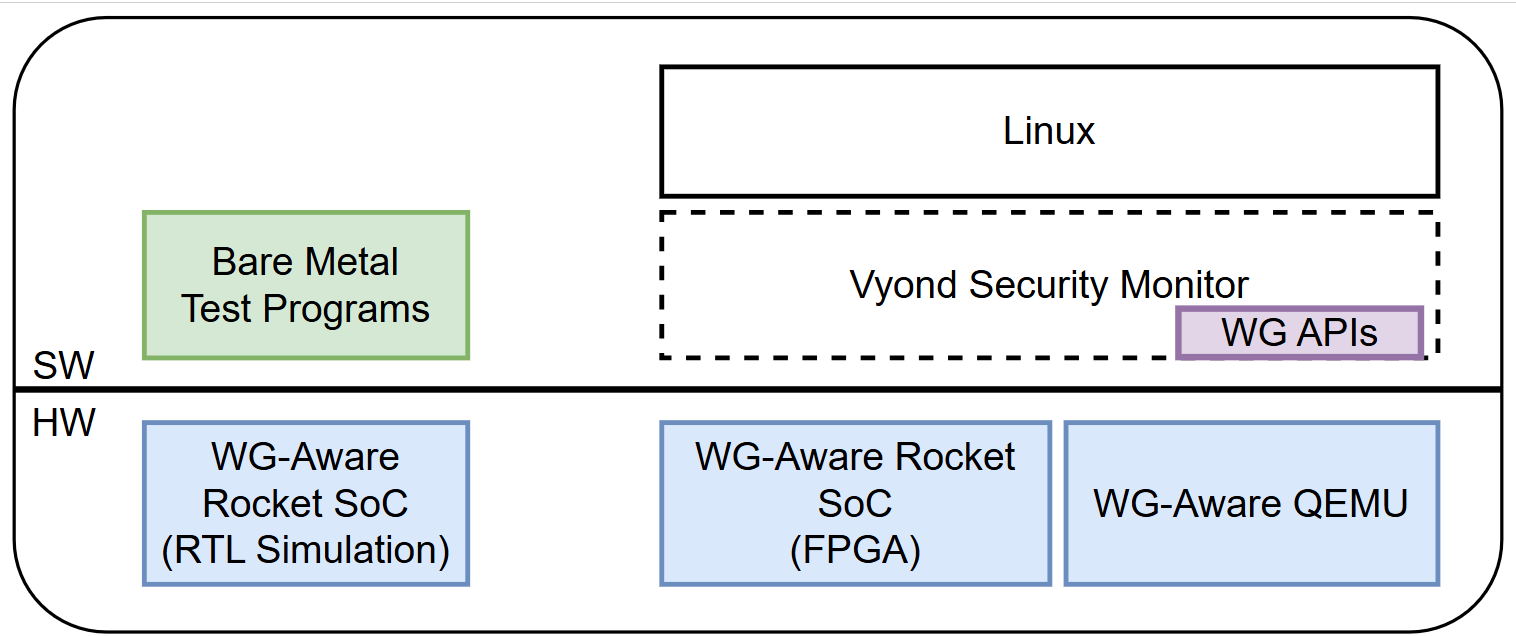 Linux
Bare Metal
Test Programs
Vyond Security Monitor
WG APIs
SW
HW
WG-Aware
Rocket SoC
(RTL Simulation)
WG-Aware Rocket
SoC
(FPGA)
WG-Aware QEMU